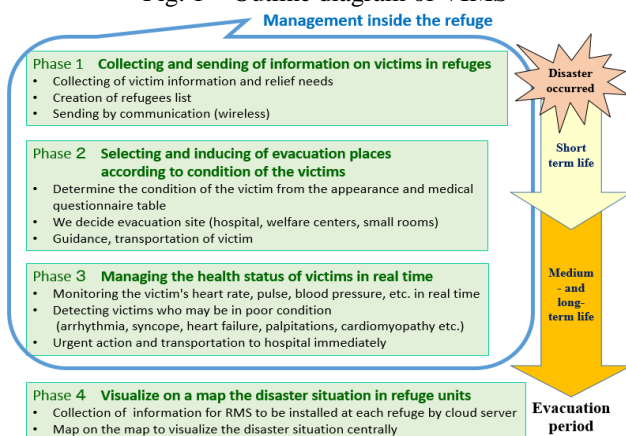 Management inside the refuge
Phase 1 Collecting and sending of information on victims in refuges
• Collecting of victim information and relief needs
• Creation of refugees list
• Sending by communication (wireless)
Phase 2 Selecting and inducing of evacuation places
according to condition of the victims
• Determine the condition of the victim from the appearance and medical
questionnaire table
• We decide evacuation site (hospital, welfare centers, small rooms)
• Guidance, transportation of victim
Phase 3 Managing the health status of victims in real time
• Monitoring the victim's heart rate, pulse, blood pressure, etc. in real time
• Detecting victims who may be in poor condition
(arrhythmia, syncope, heart failure, palpitations, cardiomyopathy etc.)
• Urgent action and transportation to hospital immediately
Phase 4 Visualize on a map the disaster situation in refuge units
• Collection of information for RMS to be installed at each refuge by cloud server
• Map on the map to visualize the disaster situation centrally
Disaster
occurred
Short
term life
Medium
- and
long-
term life
Evacuation
period